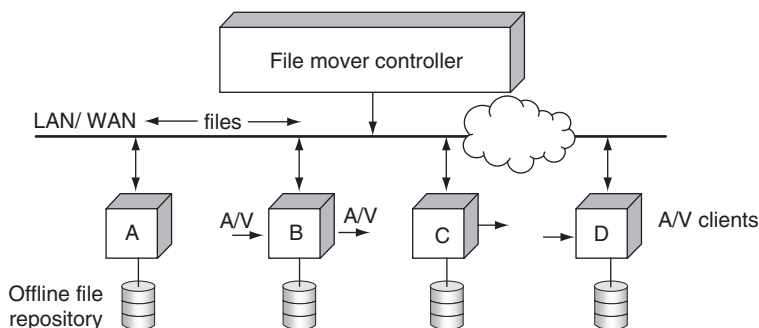 File mover controller
LAN/ WAN
files
A
A/V
B
A/V
C
D
A/V clients
Offline file
repository